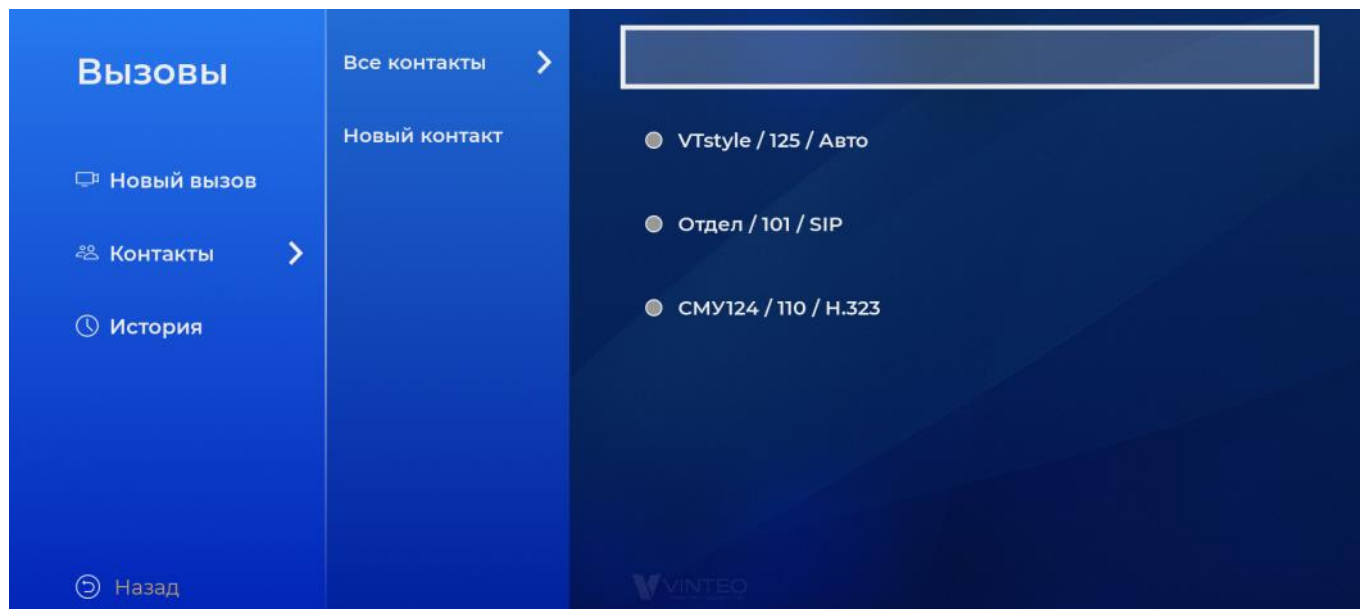 Вызовы
Новый вызов
Контакты
История
Назад
Все контакты
Новый контакт
VTstyle / 125 / Авто
Отдел / 101 / SIP
СМУ124 / 110 / H.323
VINTEO